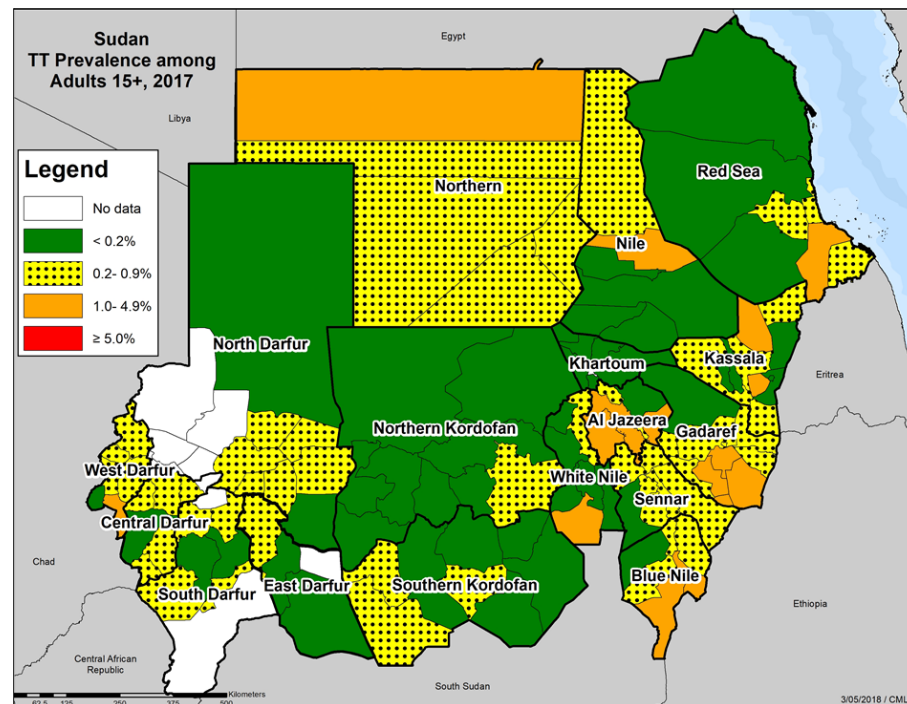 Sudan
TT Prevalence among
Adults 15+, 2017
Egypt
Libya
Legend
No data
< 0.2%
0.2- 0.9%
1.0- 4.9%
≥ 5.0%
Northern
Red Sea
Nile
North Darfur
Khartoum
Kassala
Eritrea
Al Jazeera
Northern Kordofan
Gadaref
West Darfur
White Nile
Sennar
Central Darfur
Chad
Blue Nile
East Darfur
Southern Kordofan
South Darfur
Ethiopia
Central African
Republic
South Sudan
Kilometers
62.5 125 250 375 500
3/05/2018 / CML